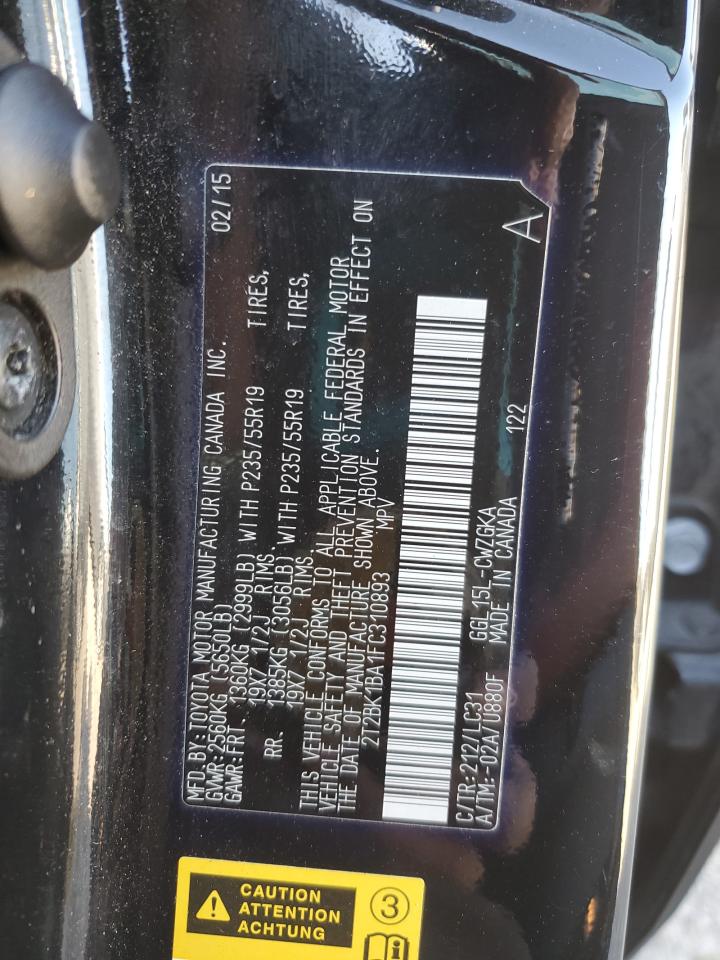 MFD.BY:TOYOTA MOTOR MANUFACTURING CANADA INC. 02/15
GVWR:2560KG (5650LB)
GAWR:FRT. 1360KG (2999LB) WITH P235/55R19 TIRES,
19X7 1/2J RIMS.
RR. 1385KG (3056LB) WITH P235/55R19 TIRES,
19X7 1/2J RIMS.
THIS VEHICLE CONFORMS TO ALL APPLICABLE FEDERAL MOTOR
VEHICLE SAFETY AND THEFT PREVENTION STANDARDS IN EFFECT ON
THE DATE OF MANUFACTURE SHOWN ABOVE.
2T2BK1BA1FC310893 MPV
C/TR:212/LC31 GGL15L-CWZGKA 122 A
A/TM:-02A/U880F MADE IN CANADA
CAUTION
ATTENTION
ACHTUNG
3